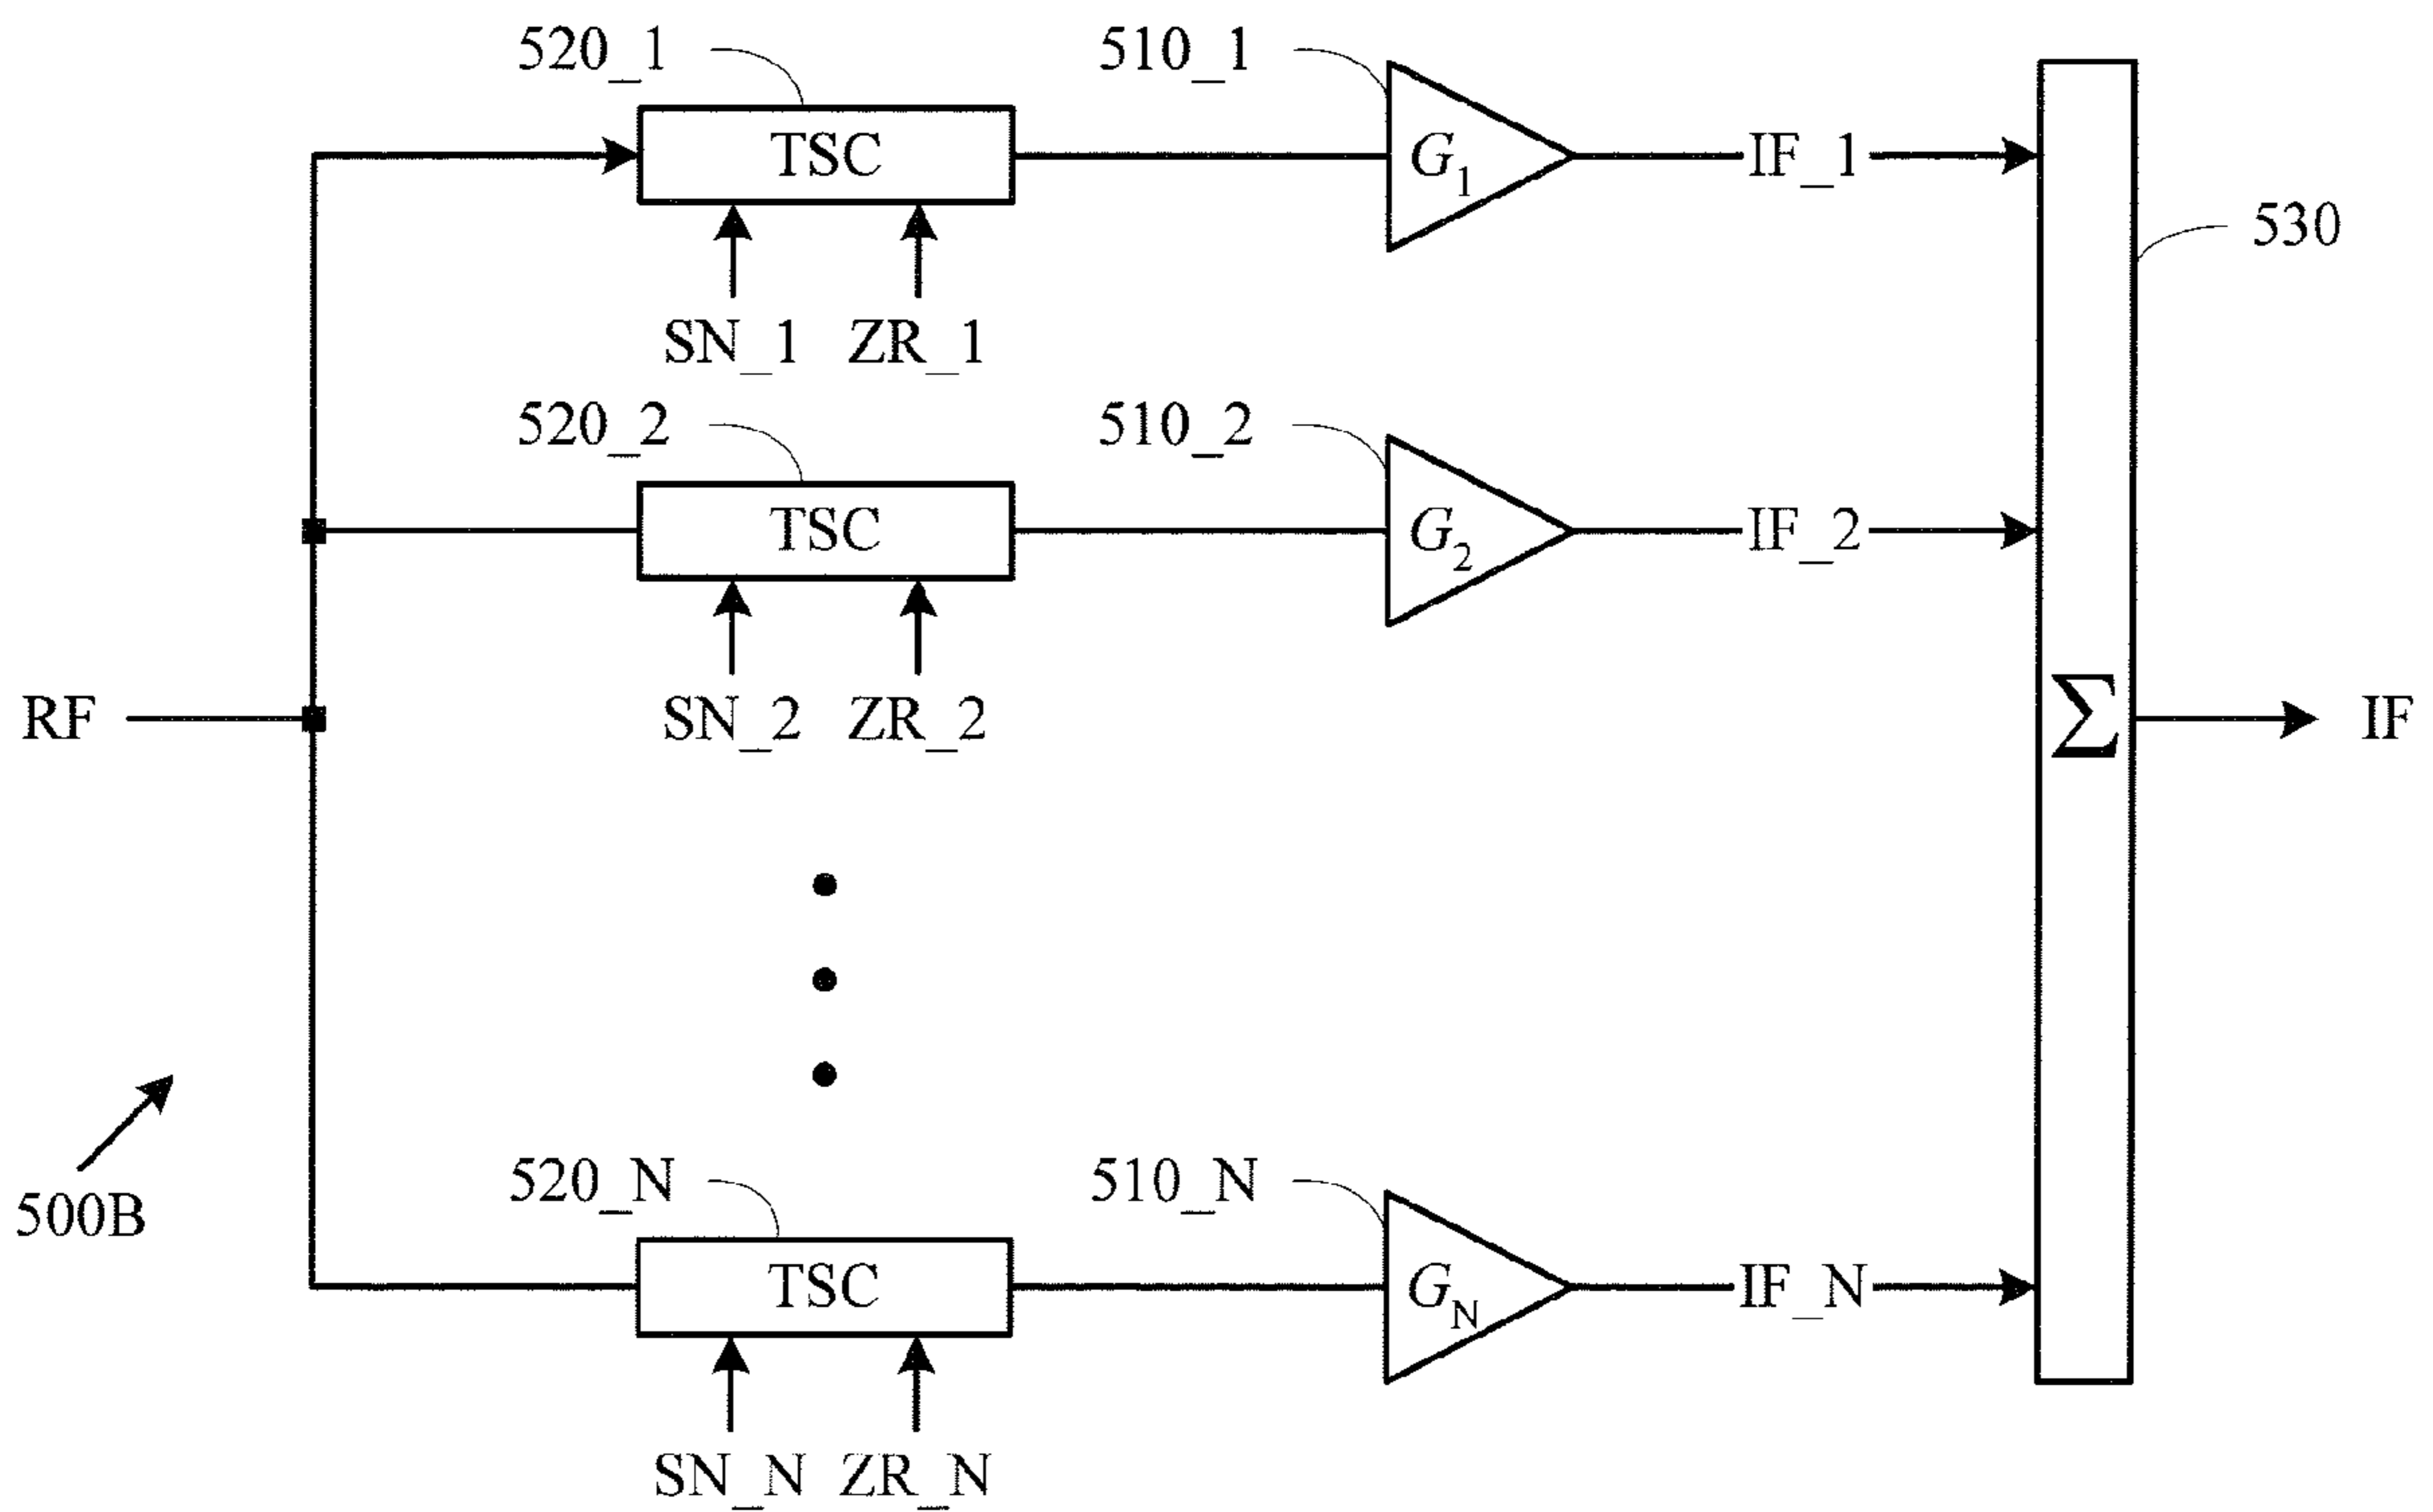 520_1 510_1
TSC G1 IF_1
530
SN_1 ZR_1
520_2 510_2
TSC G2 IF_2
RF SN_2 ZR_2 Σ IF
520_N 510_N
500B
TSC GN IF_N
SN_N ZR_N